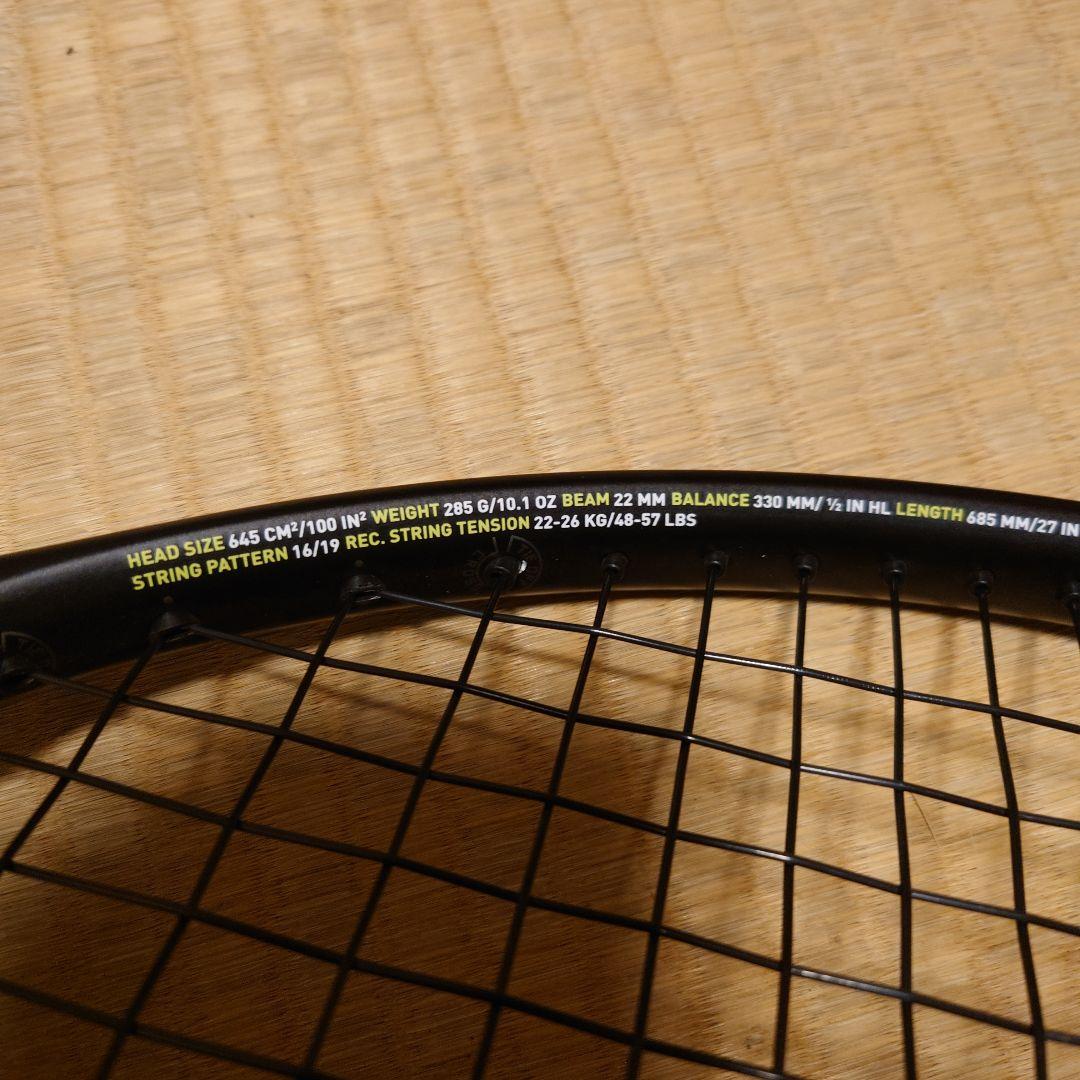 HEAD SIZE 645 CM²/100 IN² WEIGHT 285 G/10.1 OZ BEAM 22 MM BALANCE 330 MM/ ½ IN HL LENGTH 685 MM/27 IN
STRING PATTERN 16/19 REC. STRING TENSION 22-26 KG/48-57 LBS